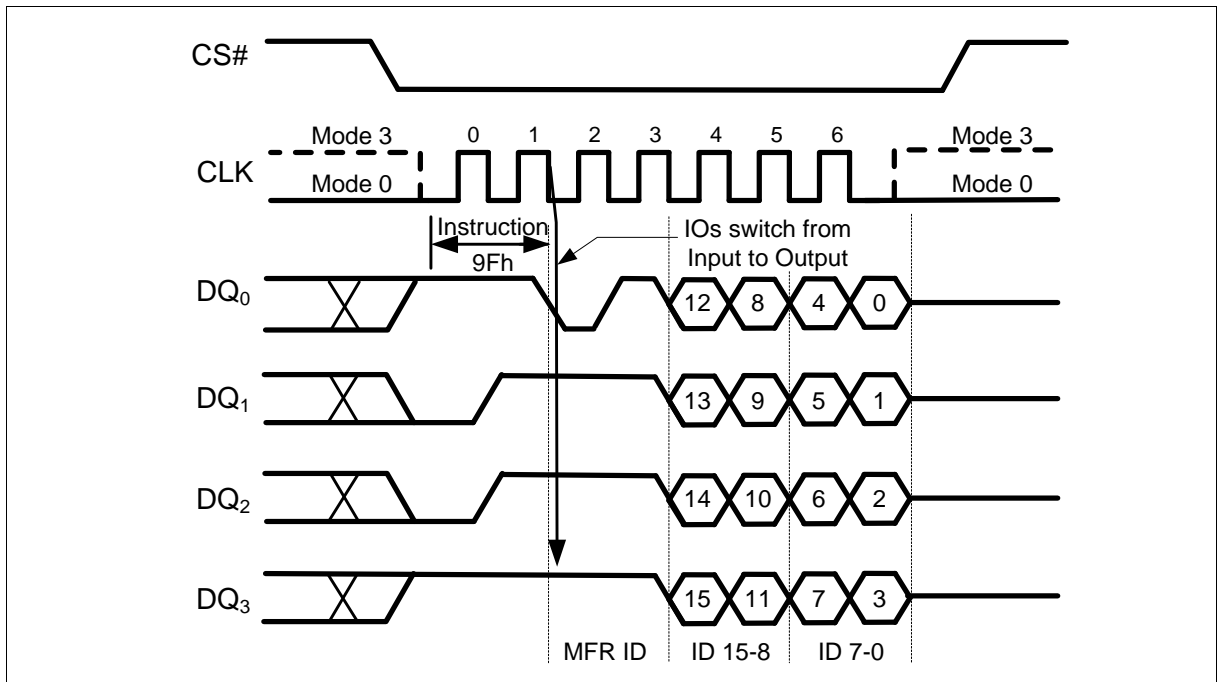 CS#
Mode 3 0 1 2 3 4 5 6 Mode 3
CLK
Mode 0 Mode 0
Instruction IOs switch from
9Fh Input to Output
DQ₀ 12 8 4 0
DQ₁ 13 9 5 1
DQ₂ 14 10 6 2
DQ₃ 15 11 7 3
MFR ID ID 15-8 ID 7-0